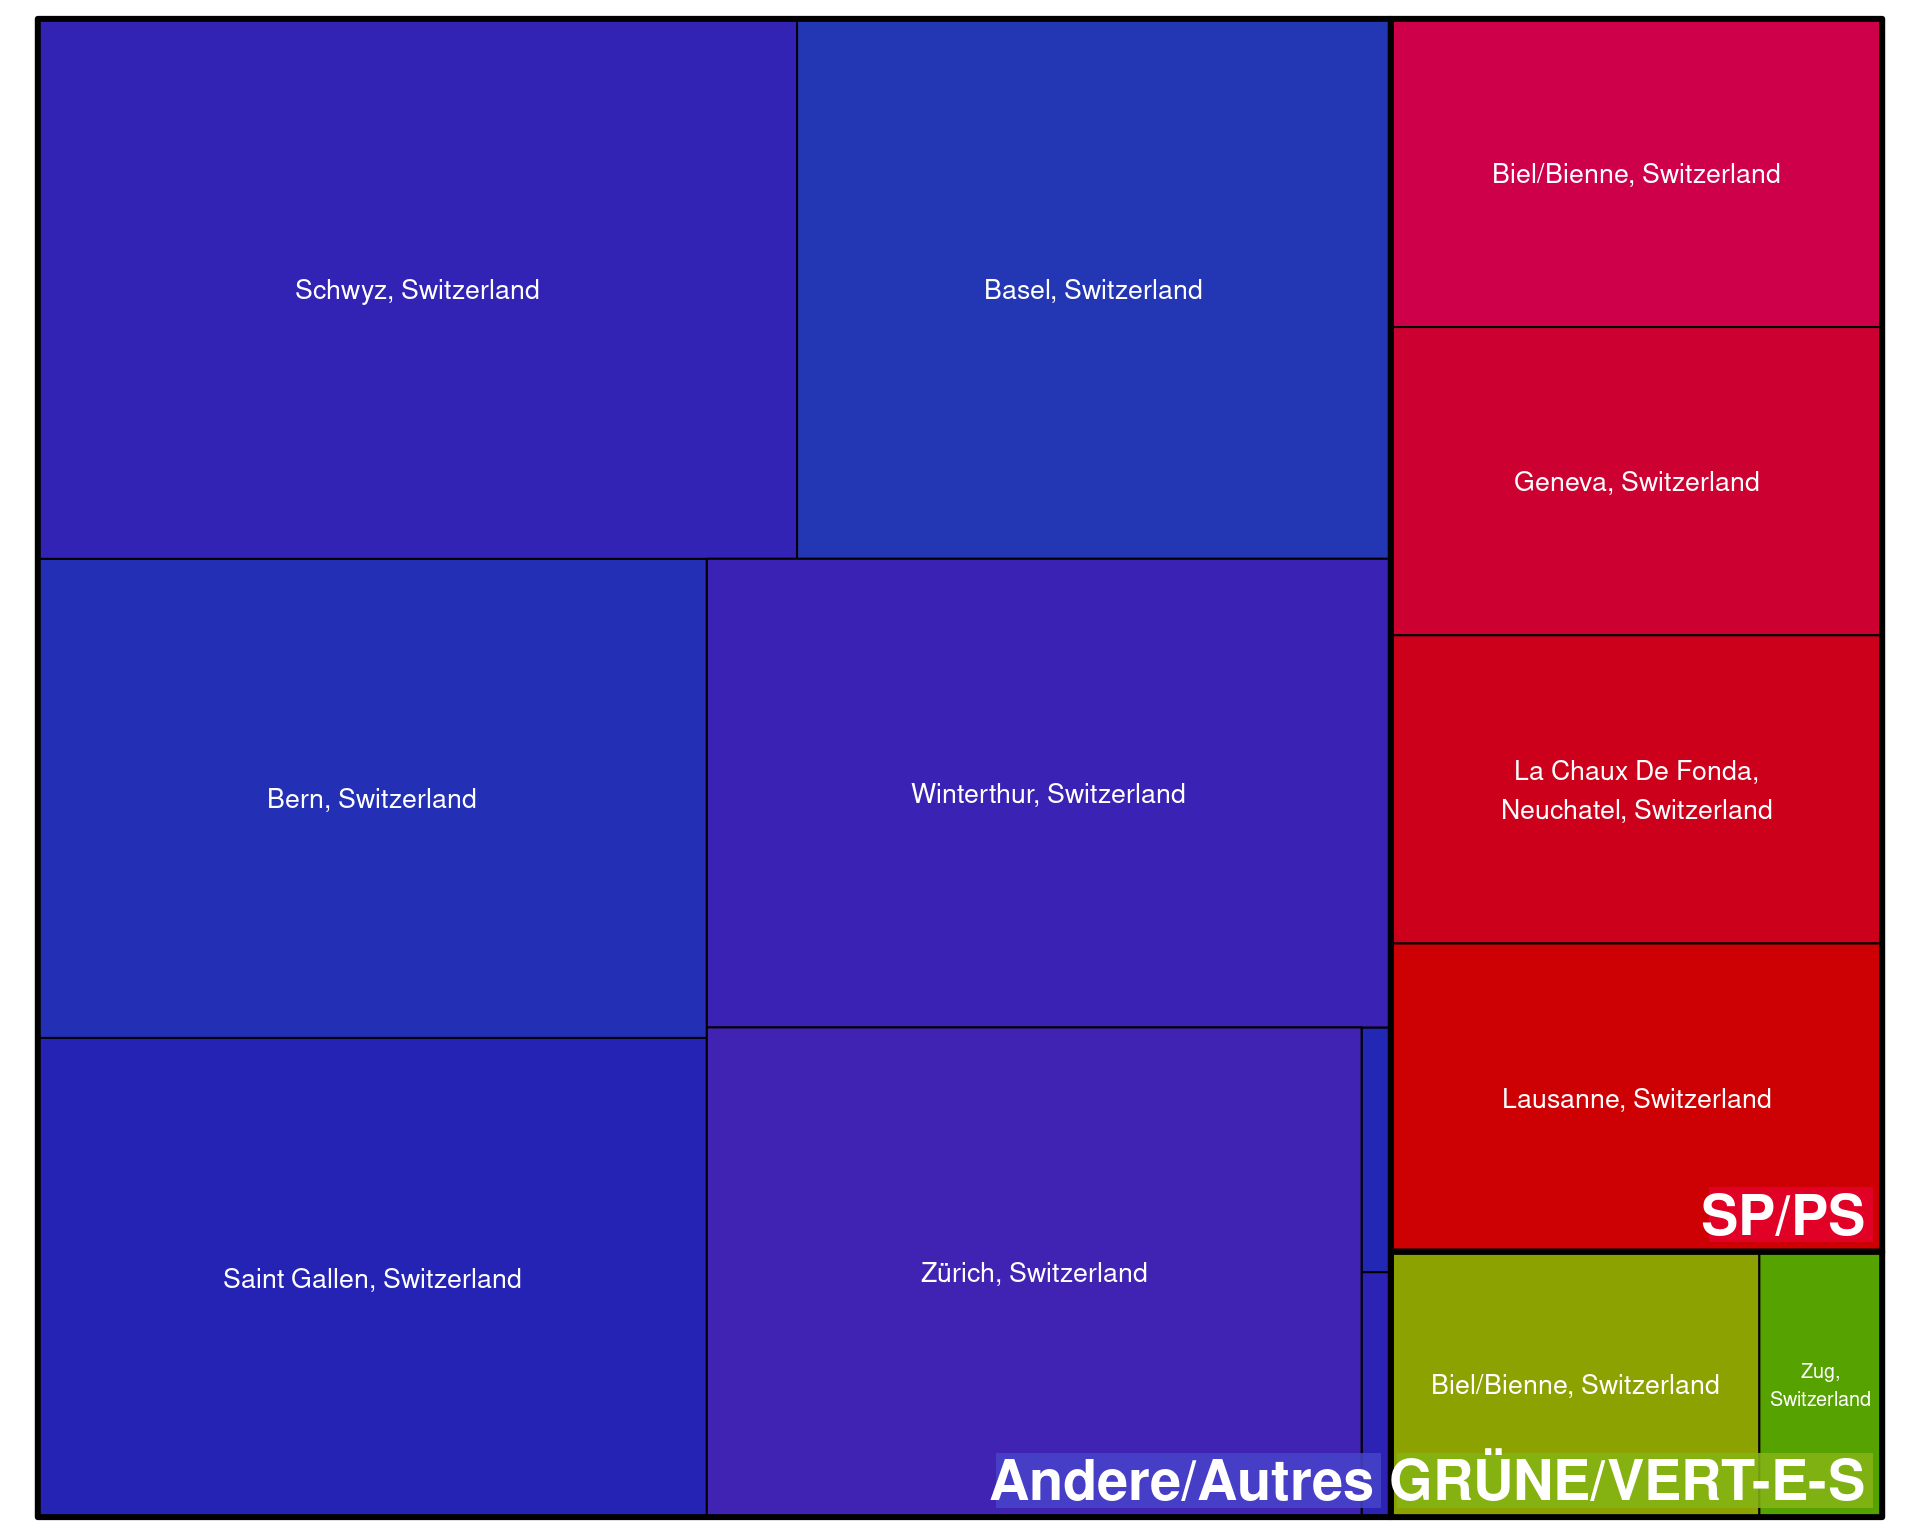 Schwyz, Switzerland
Basel, Switzerland
Bern, Switzerland
Winterthur, Switzerland
Saint Gallen, Switzerland
Zürich, Switzerland
Andere/Autres
Biel/Bienne, Switzerland
Geneva, Switzerland
La Chaux De Fonda,
Neuchatel, Switzerland
Lausanne, Switzerland
SP/PS
Biel/Bienne, Switzerland
Zug,
Switzerland
GRÜNE/VERT-E-S